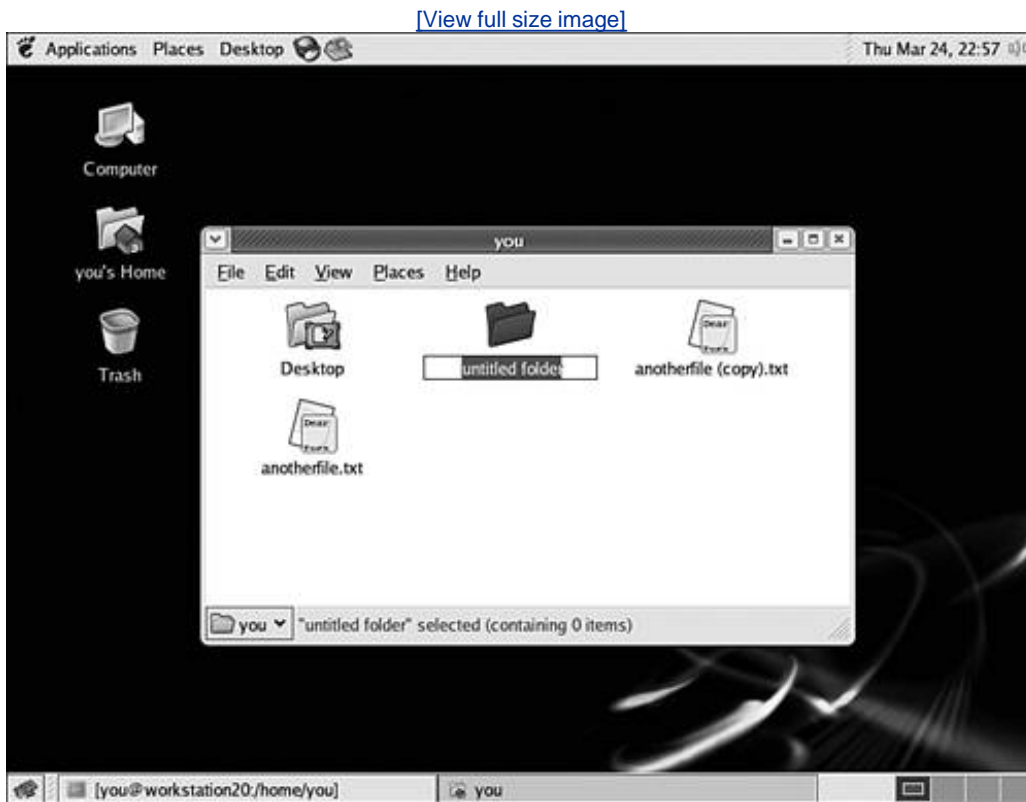 [View full size image]
Applications Places Desktop Thu Mar 24, 22:57
Computer
you's Home
Trash
you
File Edit View Places Help
Desktop
untitled folder
anotherfile (copy).txt
anotherfile.txt
you "untitled folder" selected (containing 0 items)
[you@workstation20:/home/you] you